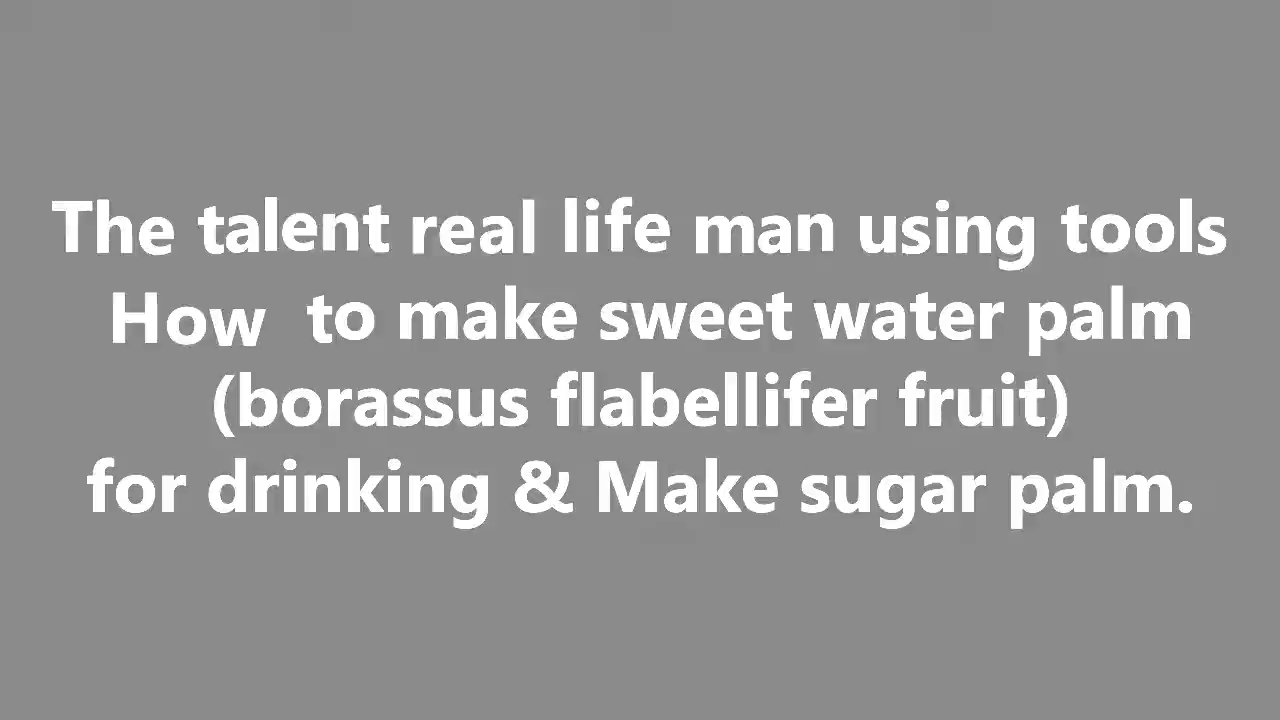 The talent real life man using tools
How to make sweet water palm
(borassus flabellifer fruit)
for drinking & Make sugar palm.